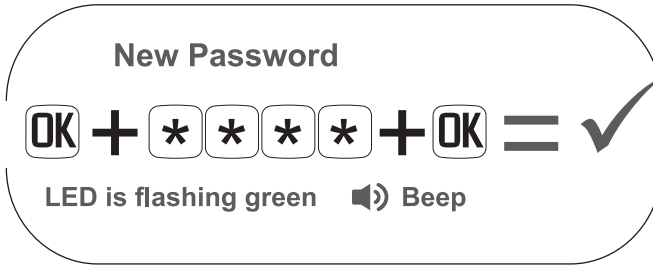 New Password
OK + * * * * + OK = ✓
LED is flashing green Beep